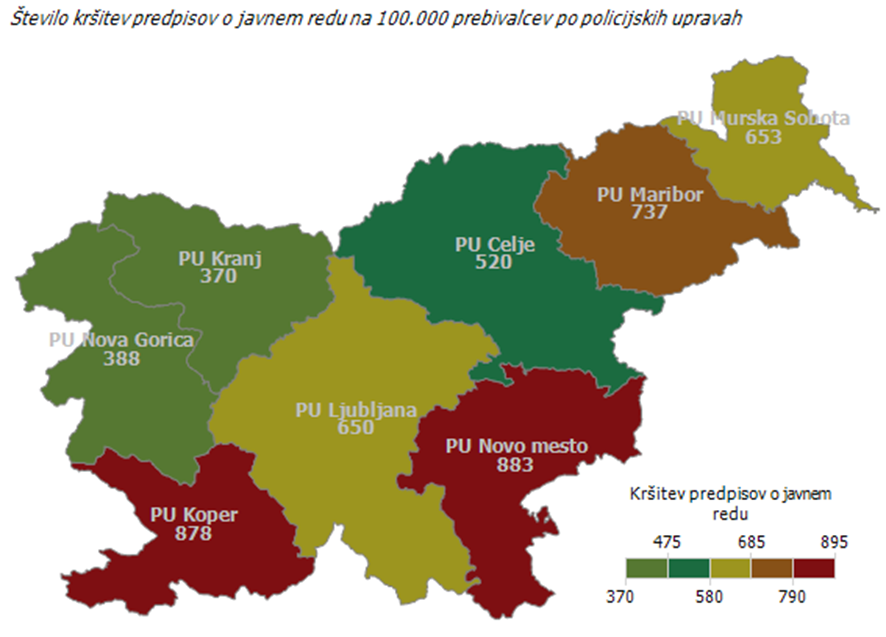 Število kršitev predpisov o javnem redu na 100.000 prebivalcev po policijskih upravah
PU Murska Sobota
653
PU Maribor
737
PU Celje
520
PU Kranj
370
PU Nova Gorica
388
PU Ljubljana
650
PU Novo mesto
883
PU Koper
878
Kršitev predpisov o javnem
redu
475 685 895
370 580 790